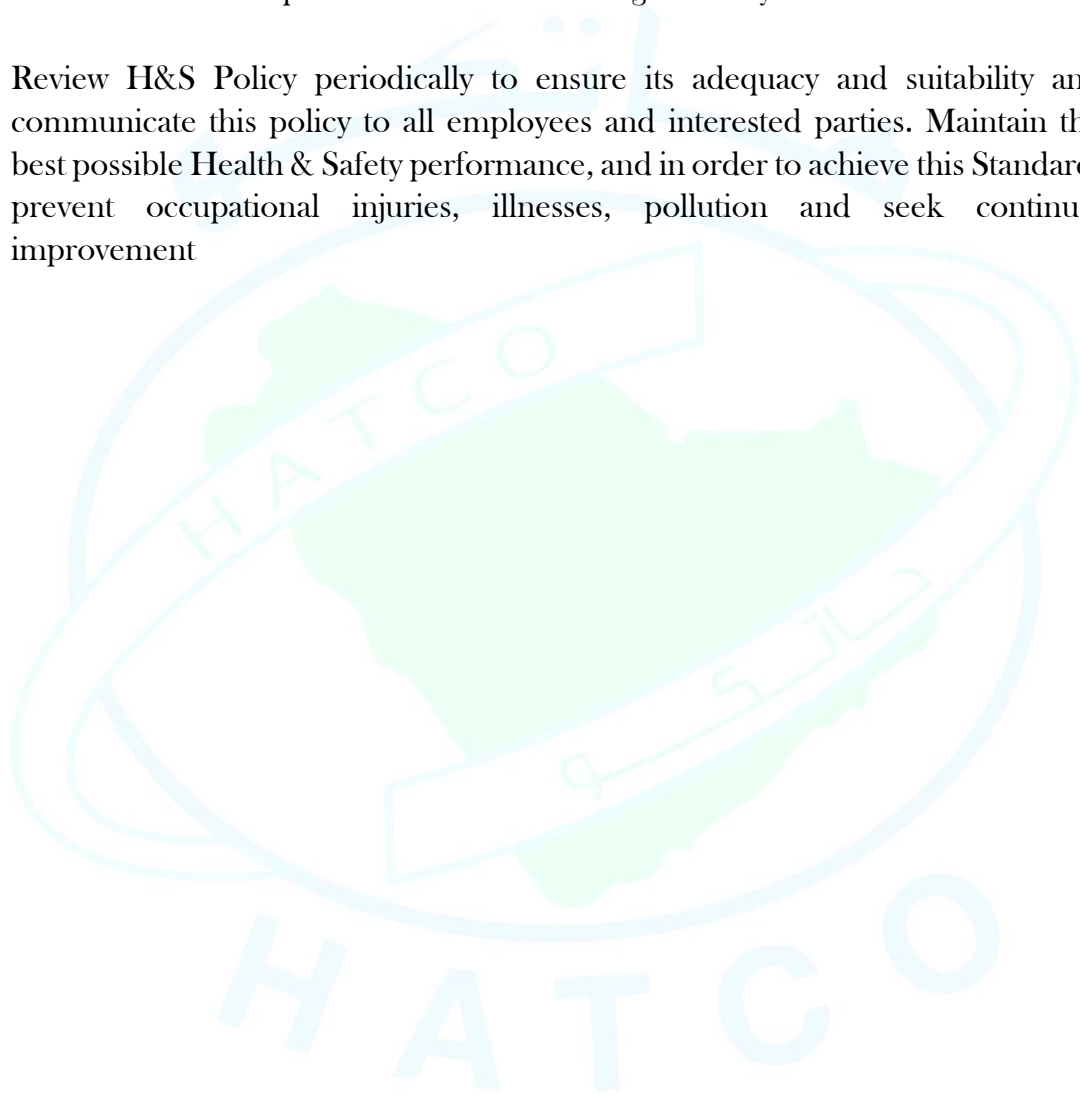 Review H&S Policy periodically to ensure its adequacy and suitability an
communicate this policy to all employees and interested parties. Maintain th
best possible Health & Safety performance, and in order to achieve this Standard
prevent occupational injuries, illnesses, pollution and seek continu
improvement
HATCO
حاتكو
HATCO